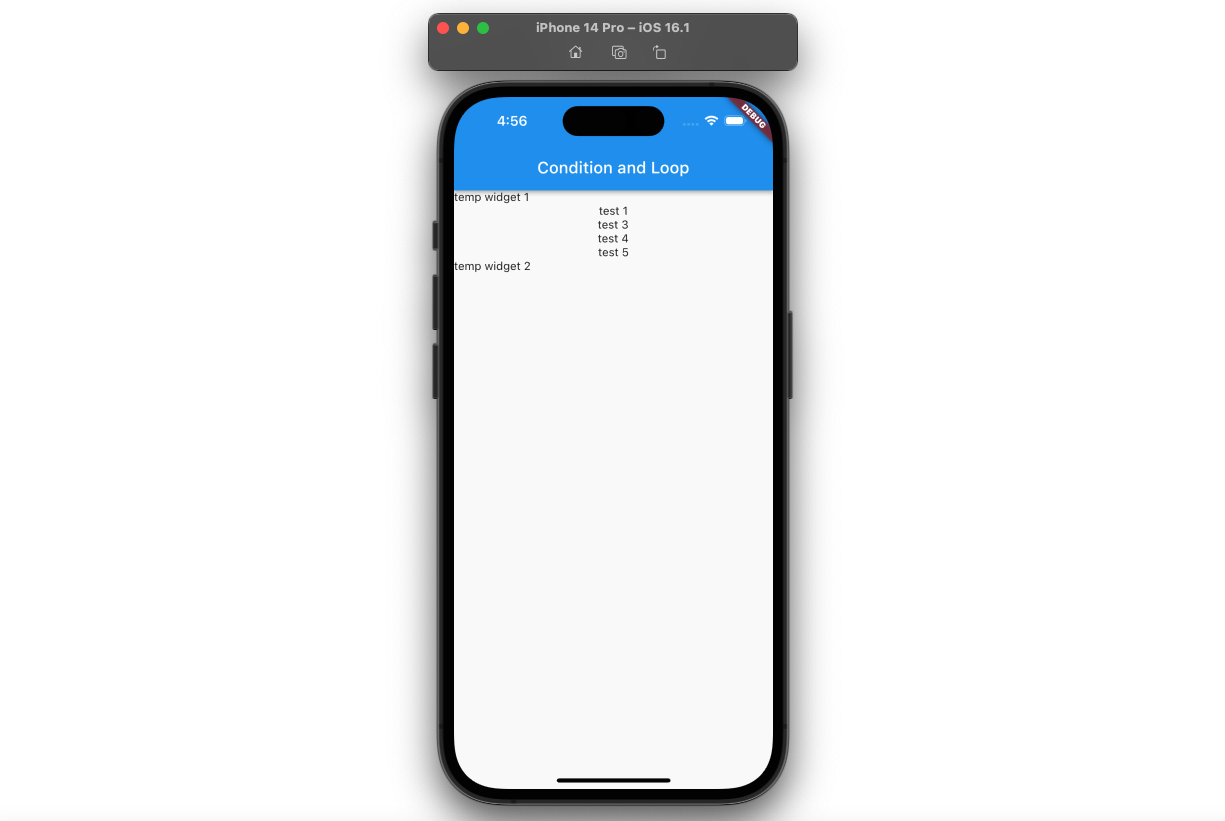 iPhone 14 Pro – iOS 16.1
4:56
DEBUG
Condition and Loop
temp widget 1
test 1
test 3
test 4
test 5
temp widget 2